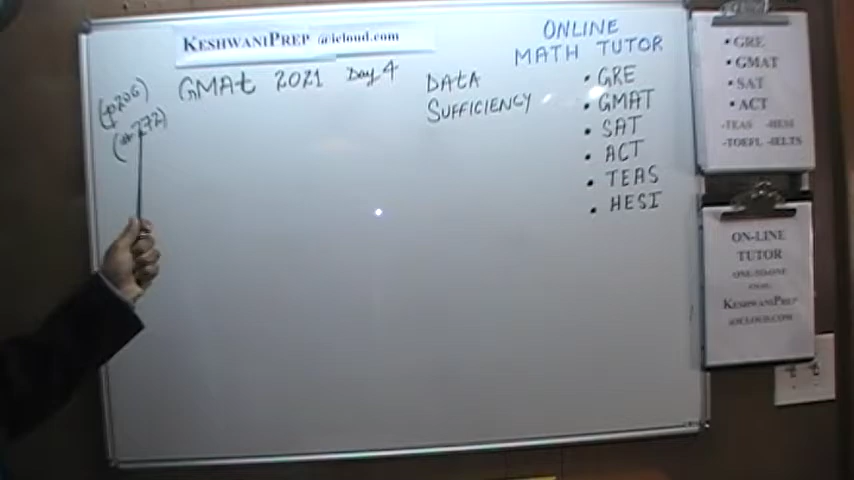 KESHWANIPREP @icloud.com
GMAt 2021 Day 4
(p206)
272)
DATA
SUFFICIENCY
ONLINE
MATH TUTOR
• GRE
• GMAT
• SAT
• ACT
• TEAS
• HESI
• GRE
• GMAT
• SAT
• ACT
-TEAS -HESI
-TOEFL -IELTS
ON-LINE
TUTOR
ONE-TO-ONE
KESHWANIPREP
@ICLOUD.COM